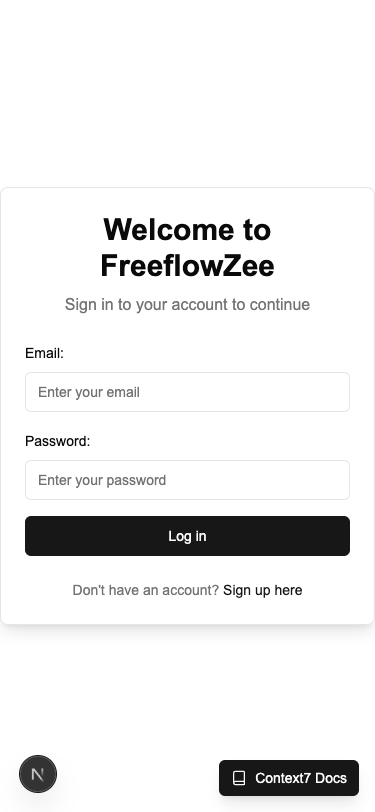 Welcome to
FreeflowZee
Sign in to your account to continue
Email:
Enter your email
Password:
Enter your password
Log in
Don't have an account? Sign up here
N
Context7 Docs